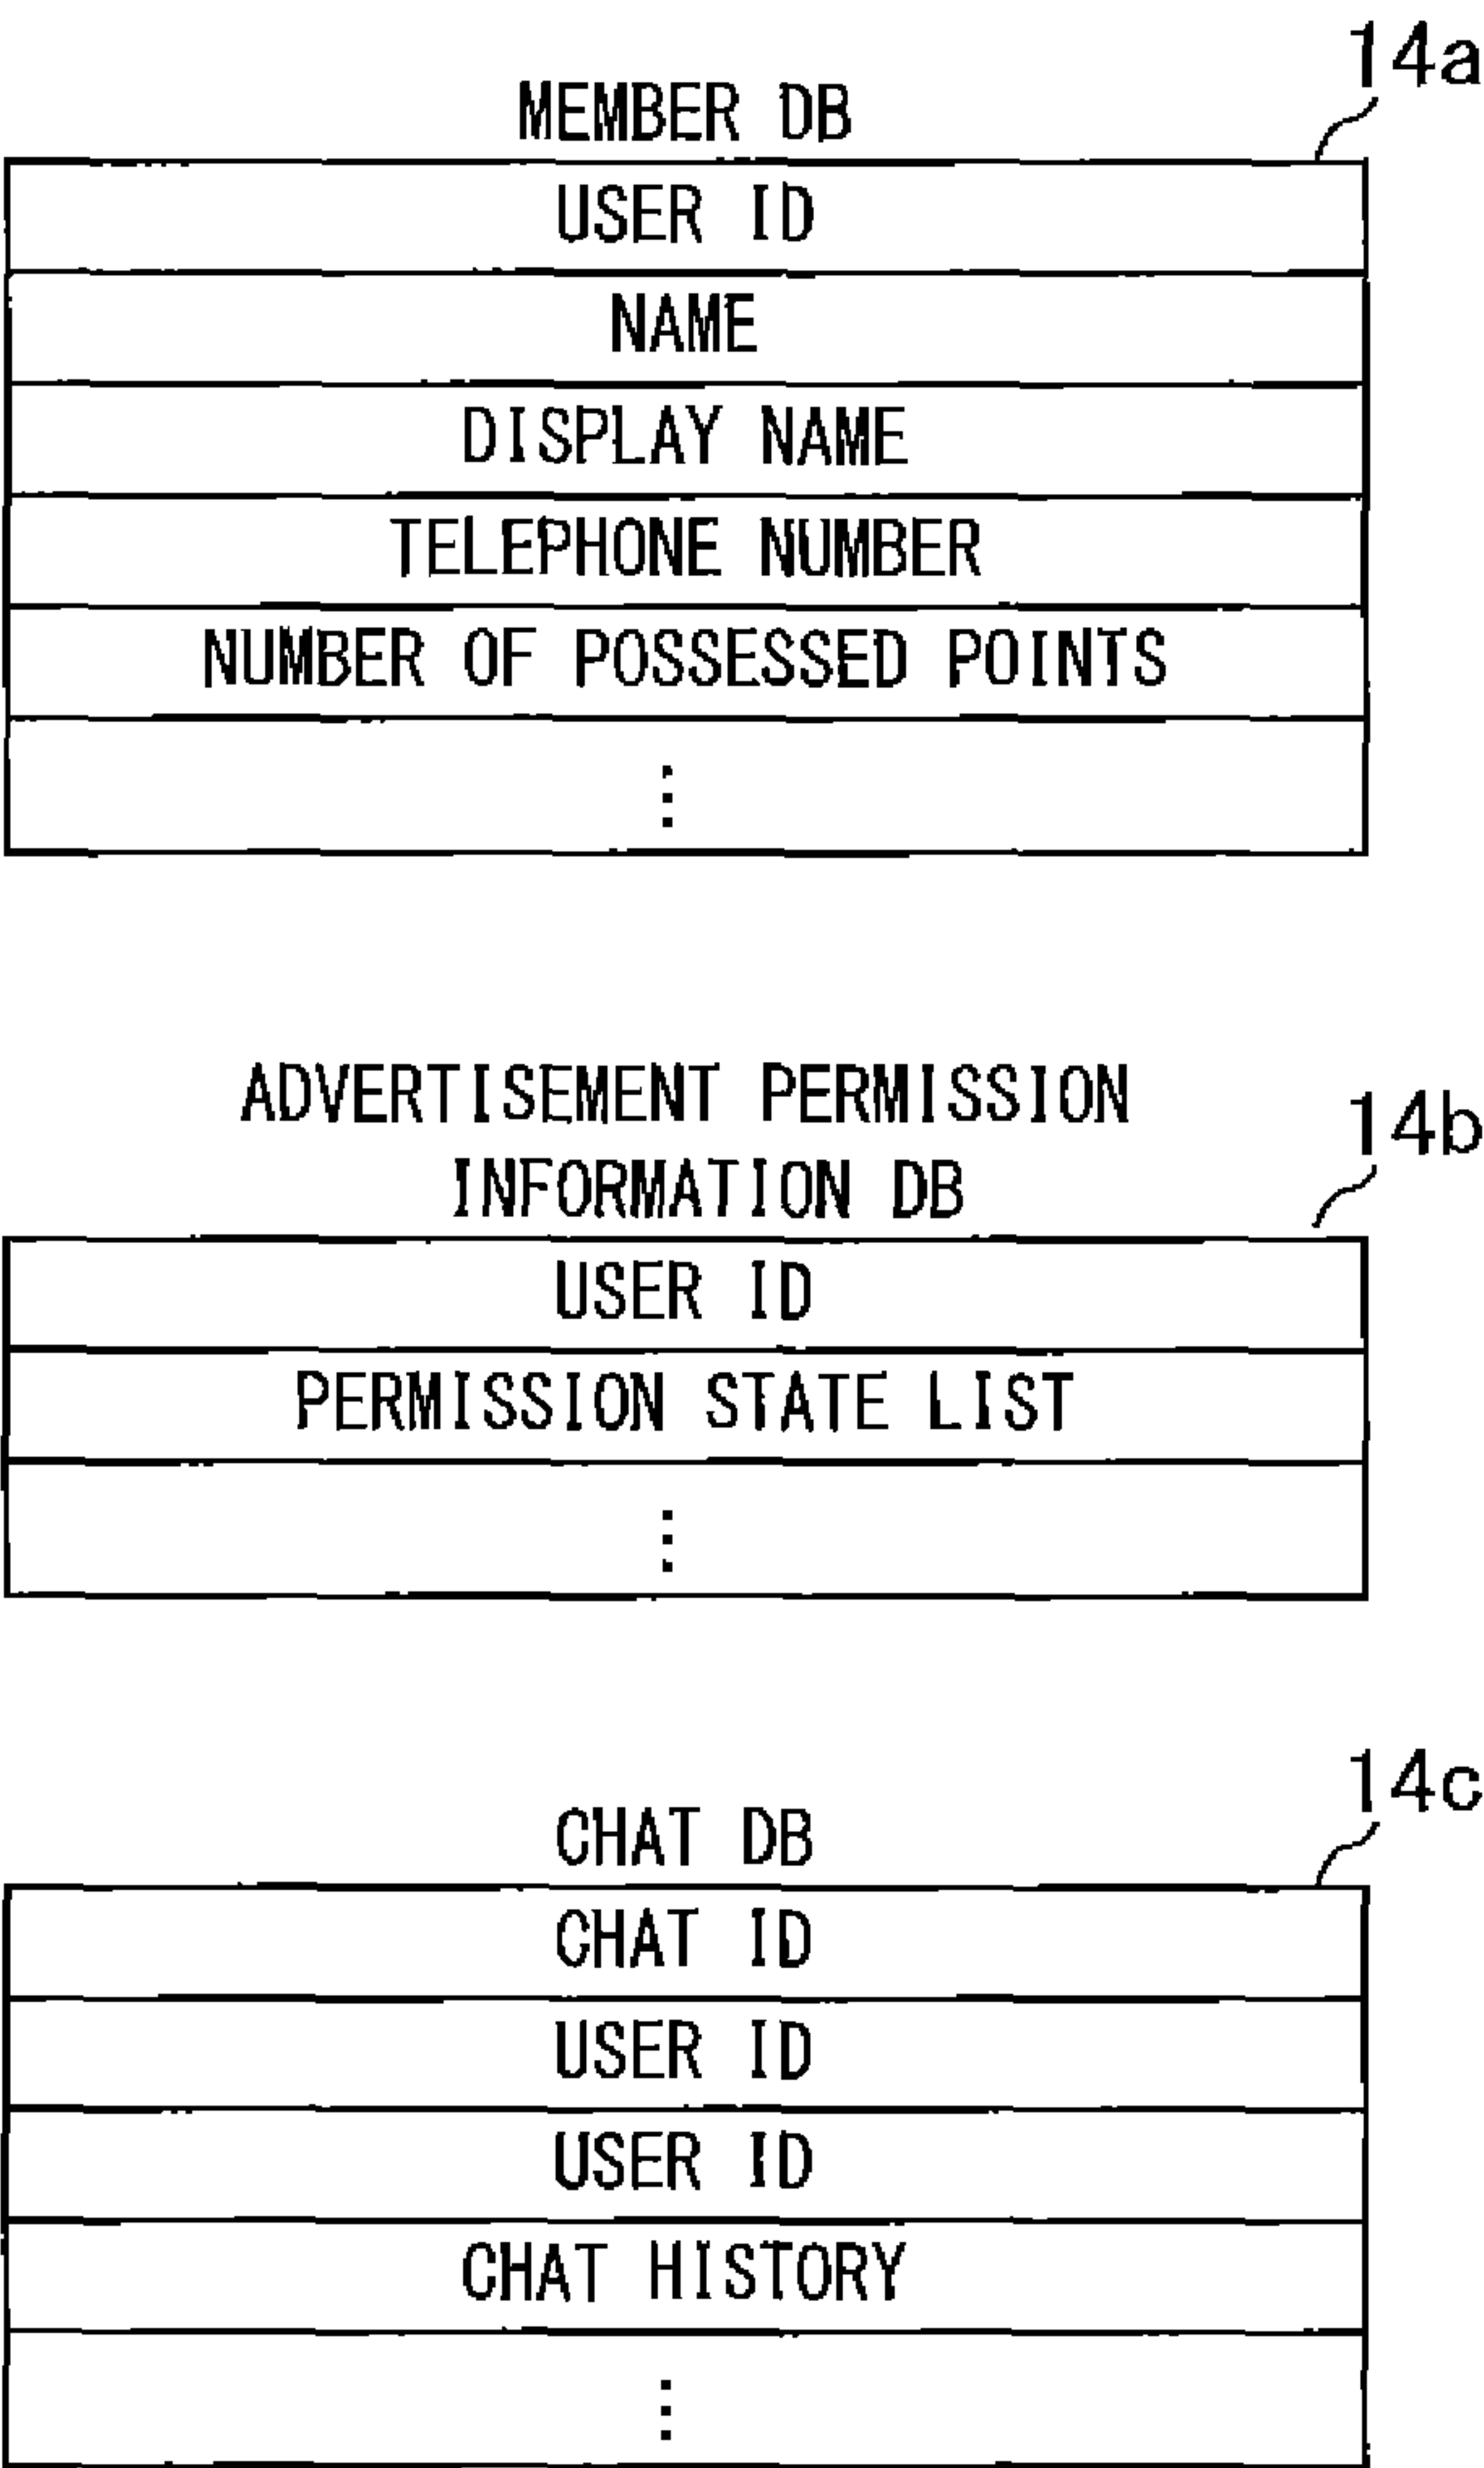 14a
MEMBER DB
USER ID
NAME
DISPLAY NAME
TELEPHONE NUMBER
NUMBER OF POSSESSED POINTS
14b
ADVERTISEMENT PERMISSION
INFORMATION DB
USER ID
PERMISSION STATE LIST
14c
CHAT DB
CHAT ID
USER ID
USER ID
CHAT HISTORY